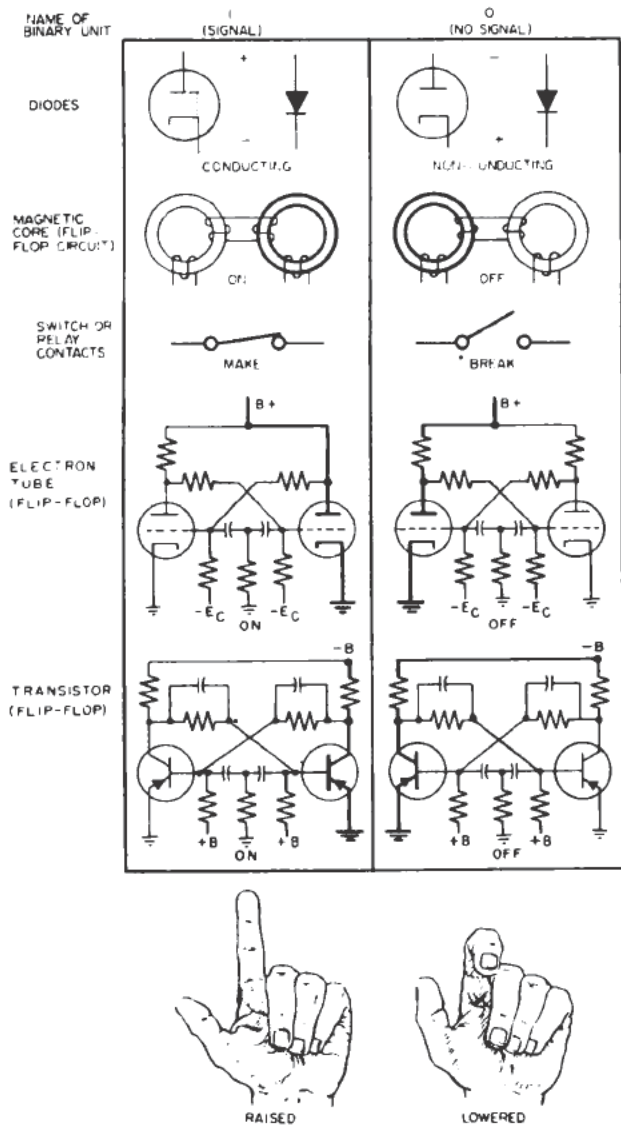 NAME OF
BINARY UNIT
1
(SIGNAL)
0
(NO SIGNAL)
DIODES
+
-
CONDUCTING
-
+
NON-CONDUCTING
MAGNETIC
CORE (FLIP-
FLOP CIRCUIT)
ON
OFF
SWITCH OR
RELAY
CONTACTS
MAKE
BREAK
ELECTRON
TUBE
(FLIP-FLOP)
B+
-EC
-EC
ON
B+
-EC
-EC
OFF
TRANSISTOR
(FLIP-FLOP)
-B
+B
+B
ON
-B
+B
+B
OFF
RAISED
LOWERED